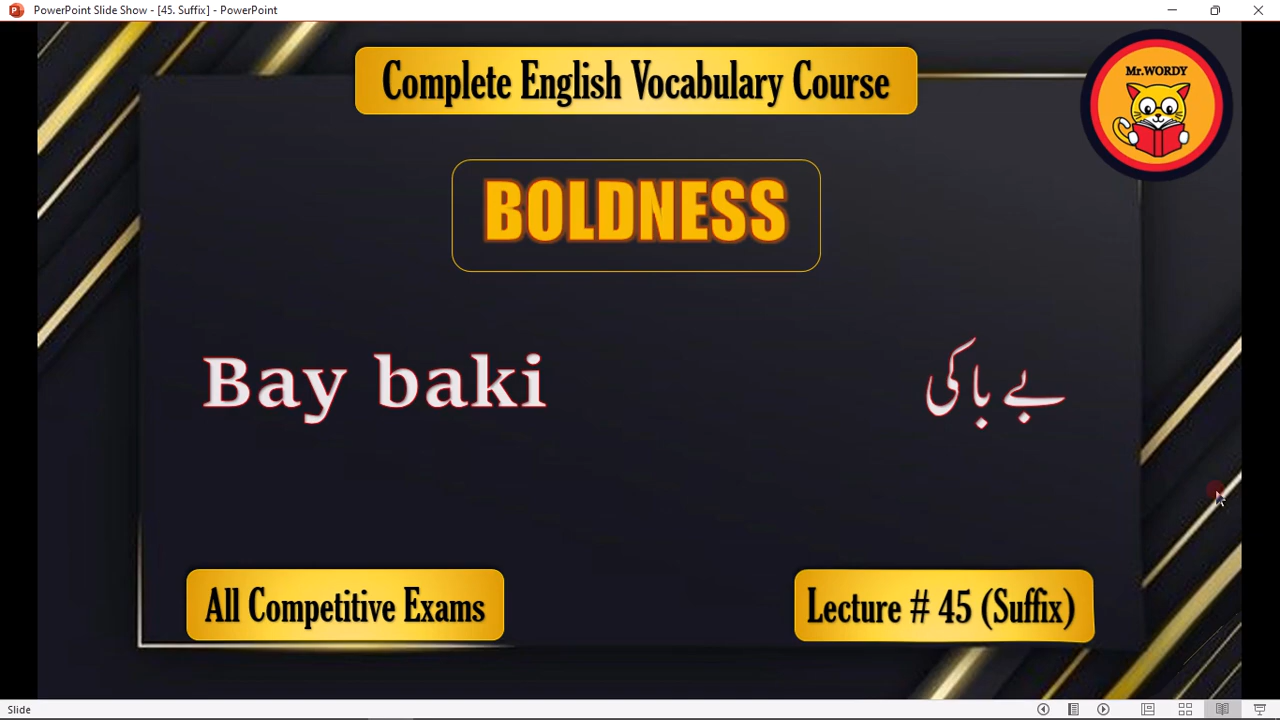 PowerPoint Slide Show - [45. Suffix] - PowerPoint
Complete English Vocabulary Course
Mr.WORDY
BOLDNESS
Bay baki
بے باکی
All Competitive Exams
Lecture # 45 (Suffix)
Slide